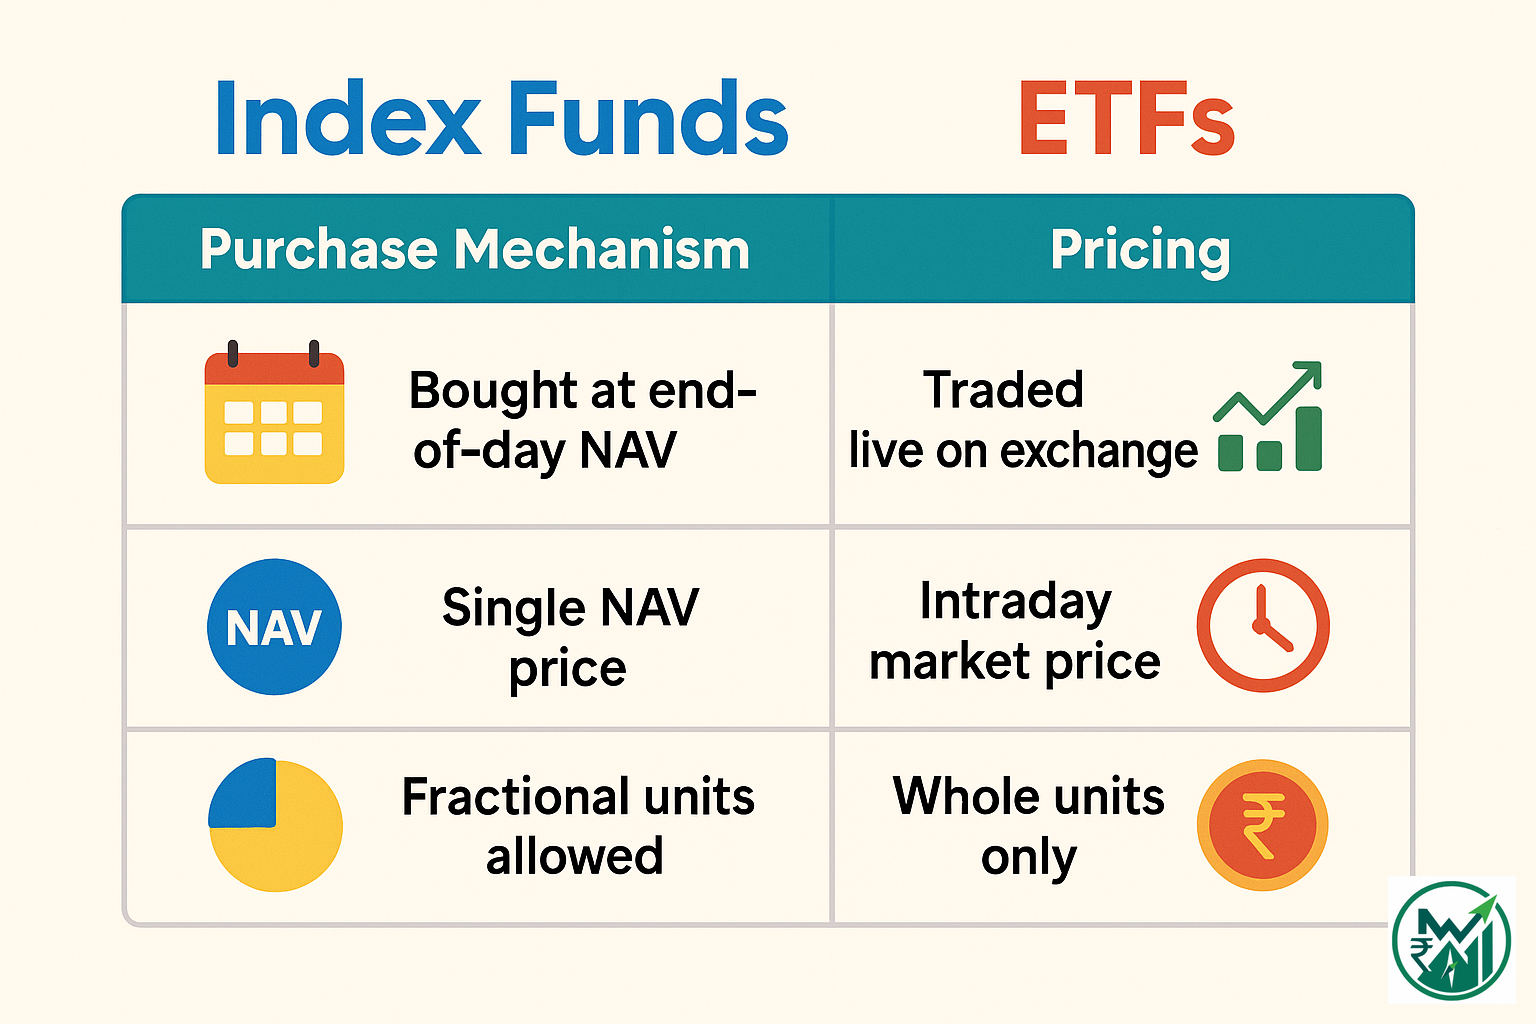 Index Funds
ETFs
Purchase Mechanism
Pricing
Bought at end-
of-day NAV
Traded
live on exchange
NAV
Single NAV
price
Intraday
market price
Fractional units
allowed
Whole units
only
₹
₹